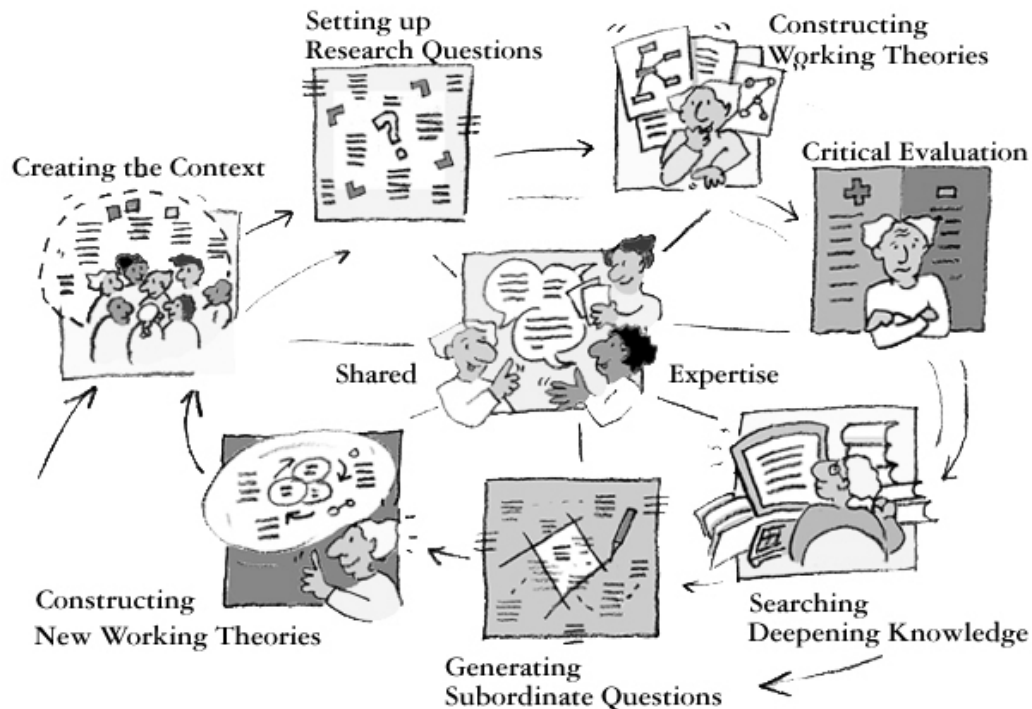 Setting up
Research Questions
Constructing
Working Theories
Creating the Context
Critical Evaluation
Shared
Expertise
Constructing
New Working Theories
Searching
Deepening Knowledge
Generating
Subordinate Questions